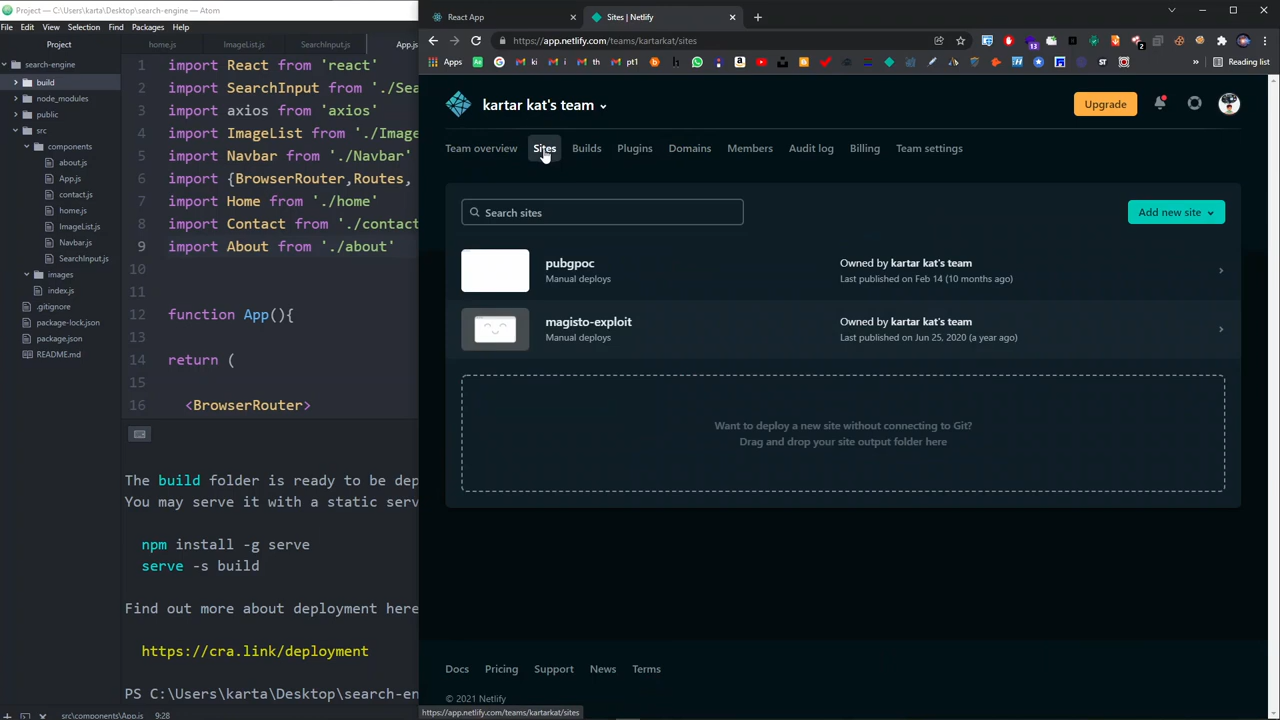 Project — C:\Users\karta\Desktop\search-engine — Atom
File Edit View Selection Find Packages Help
Project
search-engine
build
node_modules
public
src
components
about.js
App.js
contact.js
home.js
ImageList.js
Navbar.js
SearchInput.js
images
index.js
.gitignore
package-lock.json
package.json
README.md
home.js ImageList.js SearchInput.js App.js
1 import React from 'react'
2 import SearchInput from './Sea
3 import axios from 'axios'
4 import ImageList from './Image
5 import Navbar from './Navbar'
6 import {BrowserRouter,Routes,
7 import Home from './home'
8 import Contact from './contact
9 import About from './about'
10
11
12 function App(){
13
14 return (
15
16 <BrowserRouter>
The build folder is ready to be dep
You may serve it with a static serv
npm install -g serve
serve -s build
Find out more about deployment here
https://cra.link/deployment
PS C:\Users\karta\Desktop\search-en
src\components\App.js 9:28
React App
Sites | Netlify
https://app.netlify.com/teams/kartarkat/sites
Apps ki i th pt1 Reading list
kartar kat's team
Upgrade
Team overview Sites Builds Plugins Domains Members Audit log Billing Team settings
Search sites
Add new site
pubgpoc
Manual deploys
Owned by kartar kat's team
Last published on Feb 14 (10 months ago)
magisto-exploit
Manual deploys
Owned by kartar kat's team
Last published on Jun 25, 2020 (a year ago)
Want to deploy a new site without connecting to Git?
Drag and drop your site output folder here
Docs Pricing Support News Terms
© 2021 Netlify
https://app.netlify.com/teams/kartarkat/sites